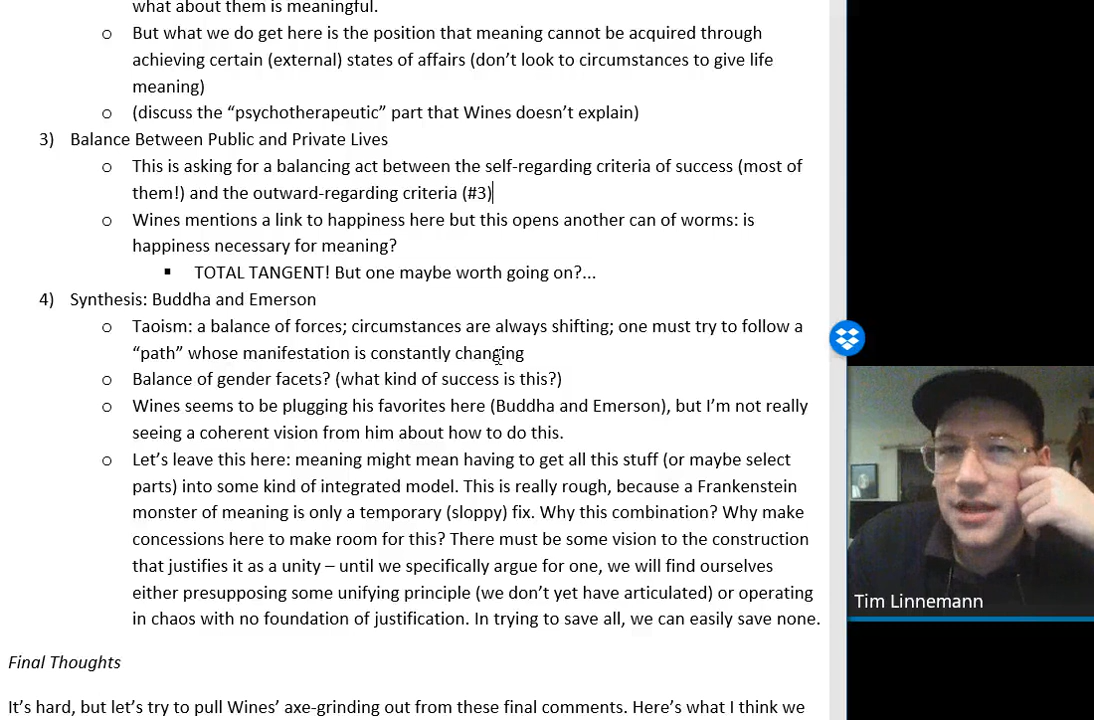 what about them is meaningful.
o But what we do get here is the position that meaning cannot be acquired through
achieving certain (external) states of affairs (don't look to circumstances to give life
meaning)
o (discuss the “psychotherapeutic” part that Wines doesn't explain)
3) Balance Between Public and Private Lives
o This is asking for a balancing act between the self-regarding criteria of success (most of
them!) and the outward-regarding criteria (#3)
o Wines mentions a link to happiness here but this opens another can of worms: is
happiness necessary for meaning?
▪ TOTAL TANGENT! But one maybe worth going on?...
4) Synthesis: Buddha and Emerson
o Taoism: a balance of forces; circumstances are always shifting; one must try to follow a
“path” whose manifestation is constantly changing
o Balance of gender facets? (what kind of success is this?)
o Wines seems to be plugging his favorites here (Buddha and Emerson), but I'm not really
seeing a coherent vision from him about how to do this.
o Let's leave this here: meaning might mean having to get all this stuff (or maybe select
parts) into some kind of integrated model. This is really rough, because a Frankenstein
monster of meaning is only a temporary (sloppy) fix. Why this combination? Why make
concessions here to make room for this? There must be some vision to the construction
that justifies it as a unity – until we specifically argue for one, we will find ourselves
either presupposing some unifying principle (we don't yet have articulated) or operating
in chaos with no foundation of justification. In trying to save all, we can easily save none.
Final Thoughts
It's hard, but let's try to pull Wines' axe-grinding out from these final comments. Here's what I think we
Tim Linnemann